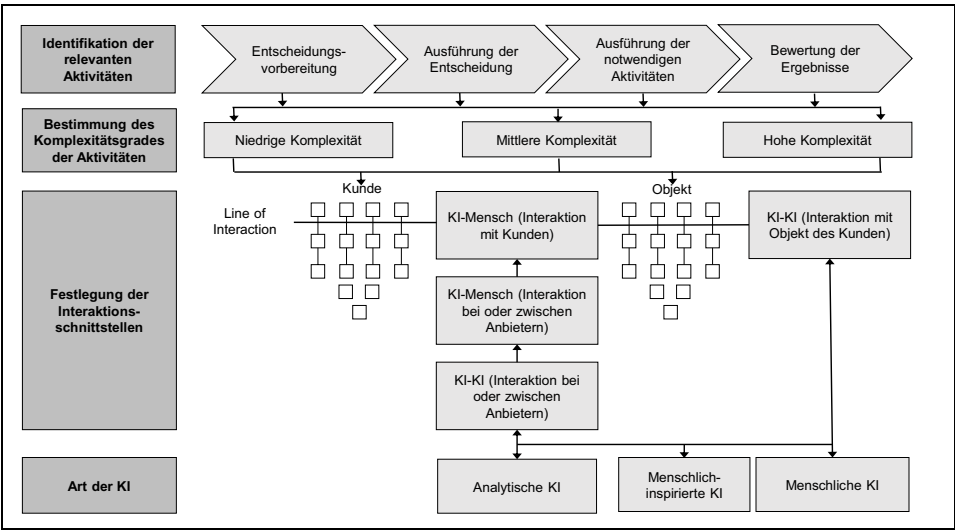 Identifikation der
relevanten
Aktivitäten
Entscheidungs-
vorbereitung
Ausführung der
Entscheidung
Ausführung der
notwendigen
Aktivitäten
Bewertung der
Ergebnisse
Bestimmung des
Komplexitätsgrades
der Aktivitäten
Niedrige Komplexität
Mittlere Komplexität
Hohe Komplexität
Festlegung der
Interaktions-
schnittstellen
Line of
Interaction
Kunde
KI-Mensch (Interaktion
mit Kunden)
Objekt
KI-KI (Interaktion mit
Objekt des Kunden)
KI-Mensch (Interaktion
bei oder zwischen
Anbietern)
KI-KI (Interaktion bei
oder zwischen
Anbietern)
Art der KI
Analytische KI
Menschlich-
inspirierte KI
Menschliche KI